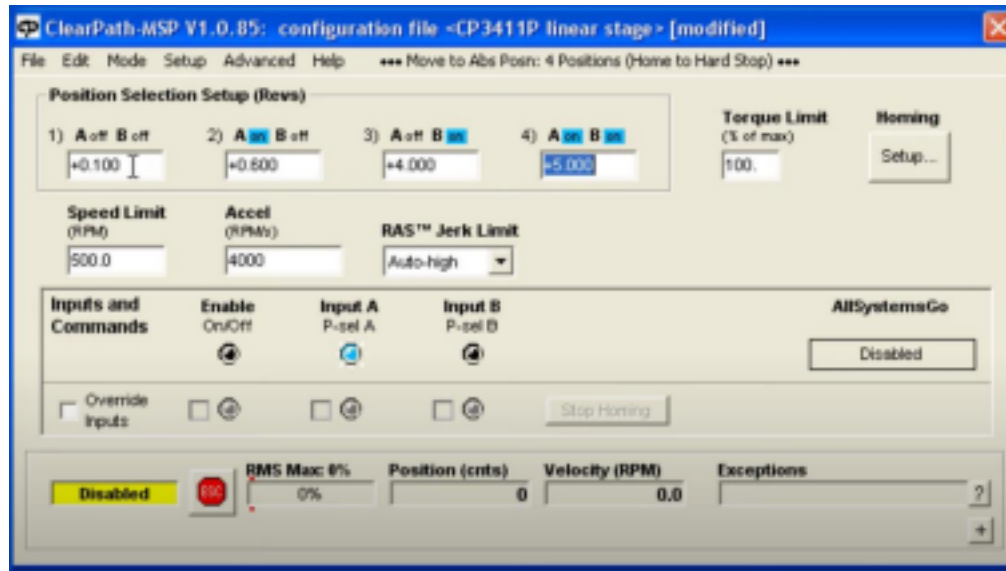 ClearPath-MSP V1.0.85: configuration file <CP3411P linear stage> [modified]
File Edit Mode Setup Advanced Help ••• Move to Abs Posn: 4 Positions (Home to Hard Stop) •••
Position Selection Setup (Revs)
1) A off B off 2) A on B off 3) A off B on 4) A on B on
+0.100 +0.600 +4.000 +5.000
Torque Limit
(% of max)
100.
Homing
Setup...
Speed Limit
(RPM)
500.0
Accel
(RPM/s)
4000
RAS™ Jerk Limit
Auto-high
Inputs and
Commands
Enable
On/Off
Input A
P-sel A
Input B
P-sel B
AllSystemsGo
Disabled
Override
Inputs
Stop Homing
Disabled
ESC
RMS Max: 0%
0%
Position (cnts)
0
Velocity (RPM)
0.0
Exceptions
?
+